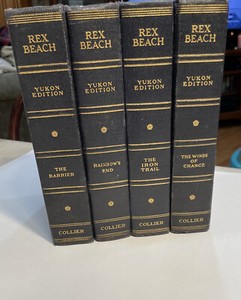 REX
BEACH
YUKON
EDITION
THE
BARRIER
COLLIER
REX
BEACH
YUKON
EDITION
RAINBOW'S
END
COLLIER
REX
BEACH
YUKON
EDITION
THE
IRON
TRAIL
COLLIER
REX
BEACH
YUKON
EDITION
THE WINDS
OF
CHANCE
COLLIER